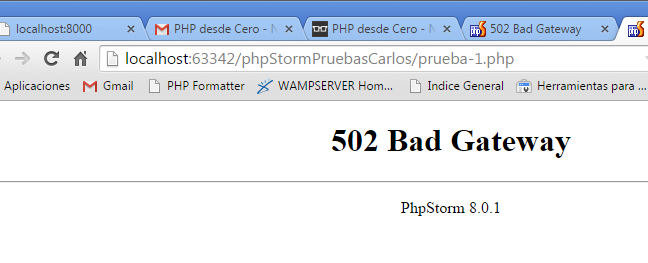 localhost:8000
PHP desde Cero - N
PHP desde Cero - N
502 Bad Gateway
php
localhost:63342/phpStormPruebasCarlos/prueba-1.php
Aplicaciones
Gmail
PHP Formatter
WAMPSERVER Hom...
Indice General
Herramientas para ...
502 Bad Gateway
PhpStorm 8.0.1